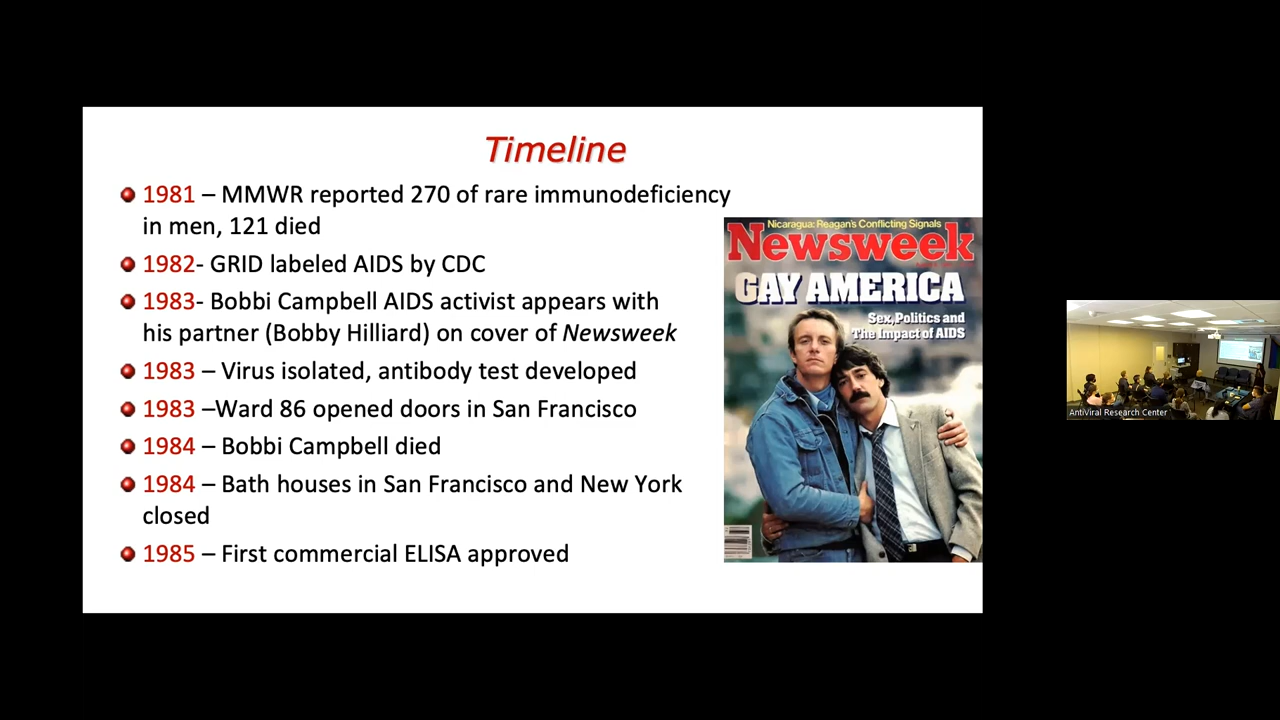 Timeline
1981 – MMWR reported 270 of rare immunodeficiency
in men, 121 died
1982- GRID labeled AIDS by CDC
1983- Bobbi Campbell AIDS activist appears with
his partner (Bobby Hilliard) on cover of Newsweek
1983 – Virus isolated, antibody test developed
1983 –Ward 86 opened doors in San Francisco
1984 – Bobbi Campbell died
1984 – Bath houses in San Francisco and New York
closed
1985 – First commercial ELISA approved
Nicaragua: Reagan's Conflicting Signals
Newsweek
GAY AMERICA
Sex, Politics and
The Impact of AIDS
AntiViral Research Center